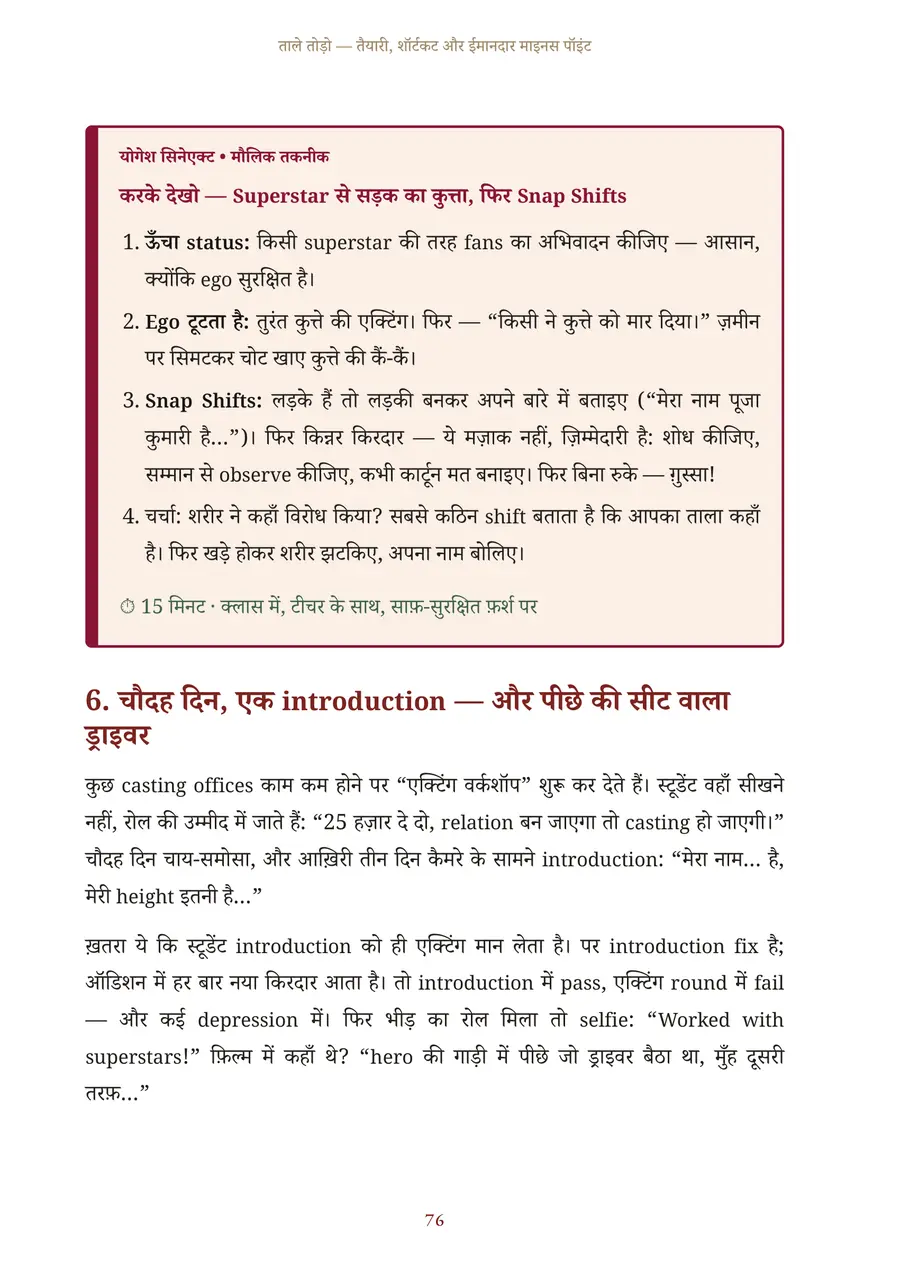 ताले तोड़ो — तैयारी, शॉर्टकट और ईमानदार माइनस पॉइंट
योगेश सिनेएक्ट • मौलिक तकनीक
करके देखो — Superstar से सड़क का कुत्ता, फिर Snap Shifts
1. ऊँचा status: किसी superstar की तरह fans का अभिवादन कीजिए — आसान,
क्योंकि ego सुरक्षित है।
2. Ego टूटता है: तुरंत कुत्ते की एक्टिंग। फिर — “किसी ने कुत्ते को मार दिया।” ज़मीन
पर सिमटकर चोट खाए कुत्ते की कैं-कैं।
3. Snap Shifts: लड़के हैं तो लड़की बनकर अपने बारे में बताइए (“मेरा नाम पूजा
कुमारी है…”)। फिर किन्नर किरदार — ये मज़ाक नहीं, ज़िम्मेदारी है: शोध कीजिए,
सम्मान से observe कीजिए, कभी कार्टून मत बनाइए। फिर बिना रुके — ग़ुस्सा!
4. चर्चा: शरीर ने कहाँ विरोध किया? सबसे कठिन shift बताता है कि आपका ताला कहाँ
है। फिर खड़े होकर शरीर झटकिए, अपना नाम बोलिए।
⏱ 15 मिनट · क्लास में, टीचर के साथ, साफ़-सुरक्षित फ़र्श पर
6. चौदह दिन, एक introduction — और पीछे की सीट वाला
ड्राइवर
कुछ casting offices काम कम होने पर “एक्टिंग वर्कशॉप” शुरू कर देते हैं। स्टूडेंट वहाँ सीखने
नहीं, रोल की उम्मीद में जाते हैं: “25 हज़ार दे दो, relation बन जाएगा तो casting हो जाएगी।”
चौदह दिन चाय-समोसा, और आख़िरी तीन दिन कैमरे के सामने introduction: “मेरा नाम… है,
मेरी height इतनी है…”
ख़तरा ये कि स्टूडेंट introduction को ही एक्टिंग मान लेता है। पर introduction fix है;
ऑडिशन में हर बार नया किरदार आता है। तो introduction में pass, एक्टिंग round में fail
— और कई depression में। फिर भीड़ का रोल मिला तो selfie: “Worked with
superstars!” फ़िल्म में कहाँ थे? “hero की गाड़ी में पीछे जो ड्राइवर बैठा था, मुँह दूसरी
तरफ़…”
76